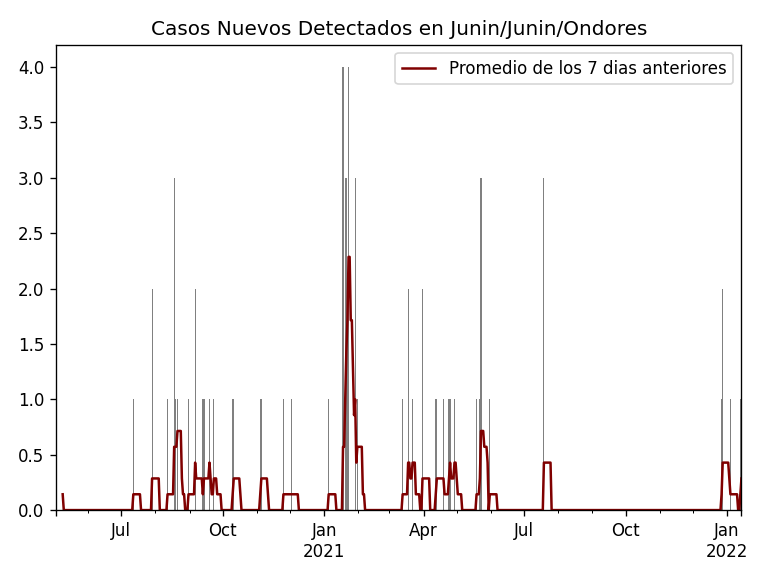 Casos Nuevos Detectados en Junin/Junin/Ondores
Promedio de los 7 dias anteriores
4.0
3.5
3.0
2.5
2.0
1.5
1.0
0.5
0.0
Jul
Oct
Jan
2021
Apr
Jul
Oct
Jan
2022